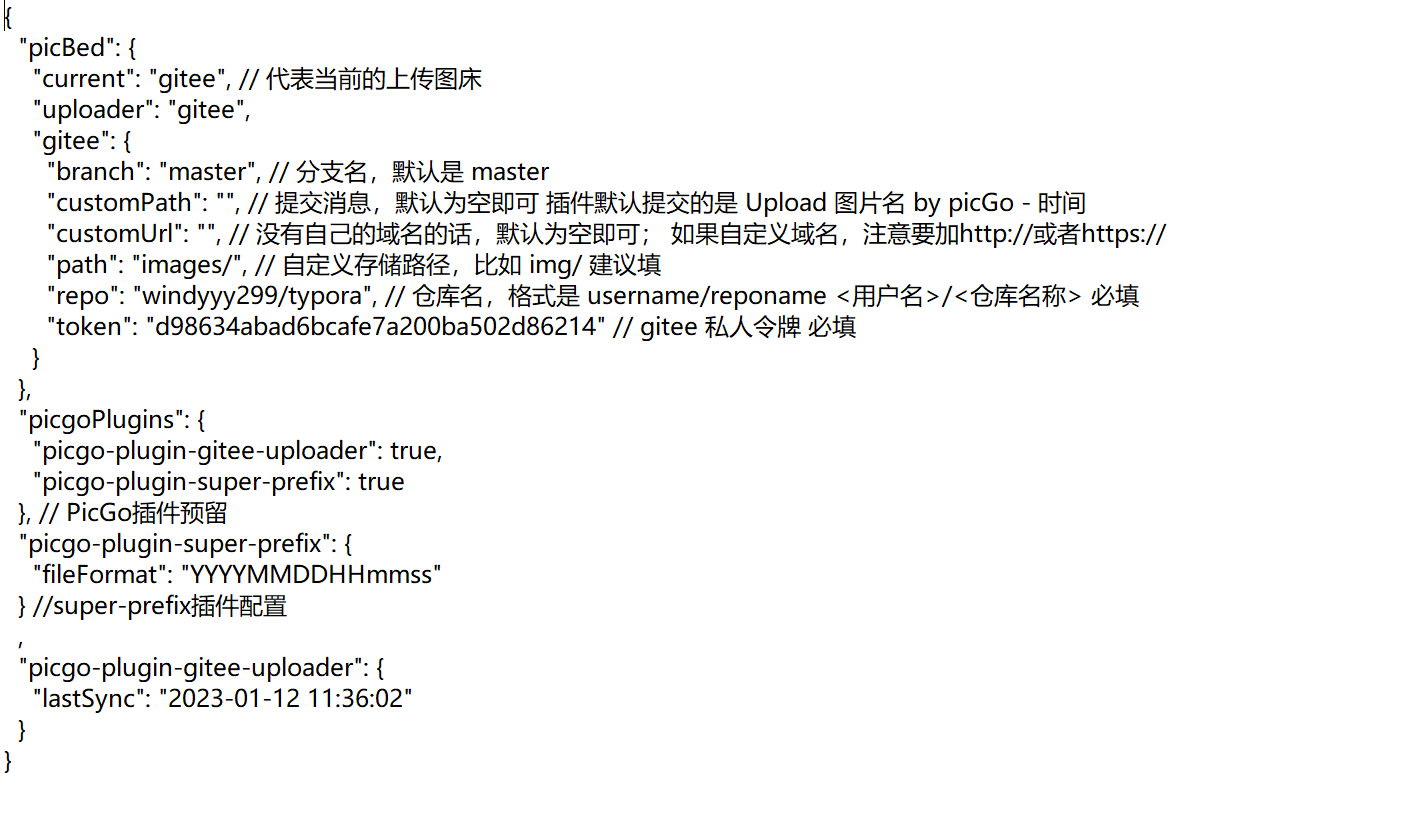 {
"picBed": {
"current": "gitee", // 代表当前的上传图床
"uploader": "gitee",
"gitee": {
"branch": "master", // 分支名，默认是 master
"customPath": "", // 提交消息，默认为空即可 插件默认提交的是 Upload 图片名 by picGo - 时间
"customUrl": "", // 没有自己的域名的话，默认为空即可； 如果自定义域名，注意要加http://或者https://
"path": "images/", // 自定义存储路径，比如 img/ 建议填
"repo": "windyyy299/typora", // 仓库名，格式是 username/reponame <用户名>/<仓库名称> 必填
"token": "d98634abad6bcafe7a200ba502d86214" // gitee 私人令牌 必填
}
},
"picgoPlugins": {
"picgo-plugin-gitee-uploader": true,
"picgo-plugin-super-prefix": true
}, // PicGo插件预留
"picgo-plugin-super-prefix": {
"fileFormat": "YYYYMMDDHHmmss"
} //super-prefix插件配置
,
"picgo-plugin-gitee-uploader": {
"lastSync": "2023-01-12 11:36:02"
}
}